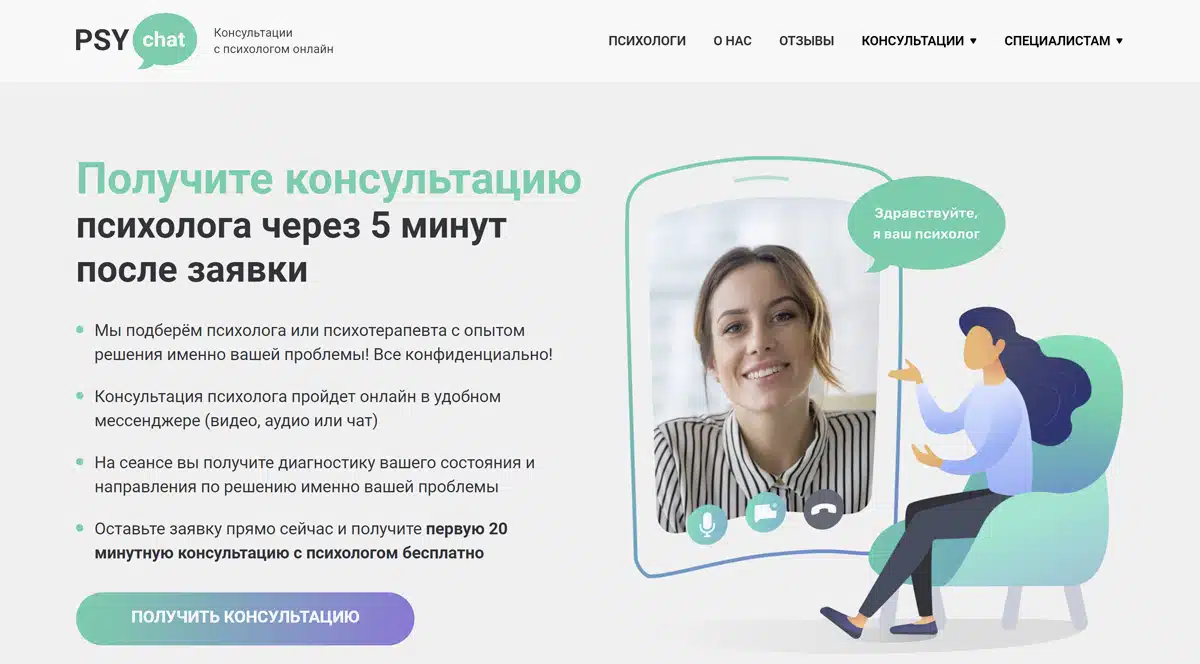 PSY chat
Консультации
с психологом онлайн
ПСИХОЛОГИ О НАС ОТЗЫВЫ КОНСУЛЬТАЦИИ ▼ СПЕЦИАЛИСТАМ ▼
Получите консультацию
психолога через 5 минут
после заявки
Мы подберём психолога или психотерапевта с опытом
решения именно вашей проблемы! Все конфиденциально!
Консультация психолога пройдет онлайн в удобном
мессенджере (видео, аудио или чат)
На сеансе вы получите диагностику вашего состояния и
направления по решению именно вашей проблемы
Оставьте заявку прямо сейчас и получите первую 20
минутную консультацию с психологом бесплатно
ПОЛУЧИТЬ КОНСУЛЬТАЦИЮ
Здравствуйте,
я ваш психолог